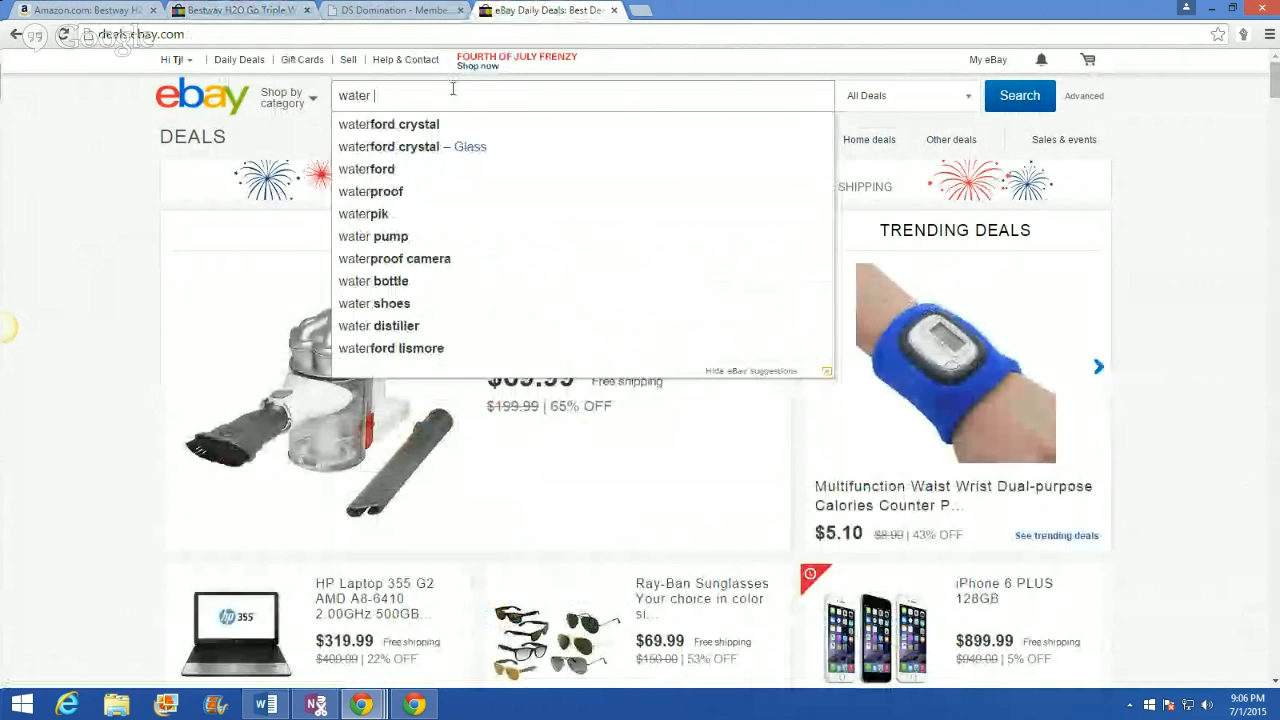 Amazon.com: Bestway H2
Bestway H2O Go Triple W
DS Domination - Membe
eBay Daily Deals: Best De
deals.ebay.com
Google
Hi Tj!
Daily Deals
Gift Cards
Sell
Help & Contact
FOURTH OF JULY FRENZY
Shop now
My eBay
ebay
Shop by
category
water
All Deals
Search
Advanced
DEALS
Home deals
Other deals
Sales & events
waterford crystal
waterford crystal – Glass
waterford
waterproof
waterpik
water pump
waterproof camera
water bottle
water shoes
water distiller
waterford lismore
Hide eBay suggestions
SHIPPING
TRENDING DEALS
$69.99 Free shipping
$199.99 | 65% OFF
Multifunction Waist Wrist Dual-purpose
Calories Counter P...
$5.10 $8.99 | 43% OFF
See trending deals
HP Laptop 355 G2
AMD A8-6410
2.00GHz 500GB...
$319.99 Free shipping
$409.99 | 22% OFF
hp 355
Ray-Ban Sunglasses
Your choice in color
si...
$69.99 Free shipping
$150.00 | 53% OFF
iPhone 6 PLUS
128GB
$899.99 Free shipping
$949.00 | 5% OFF
9:06 PM
7/1/2015